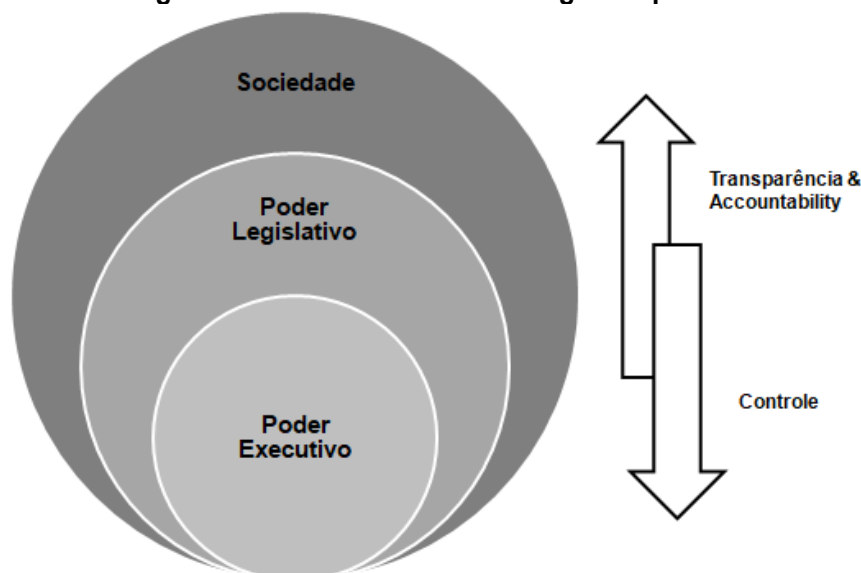 Sociedade
Poder
Legislativo
Poder
Executivo
Transparência &
Accountability
Controle